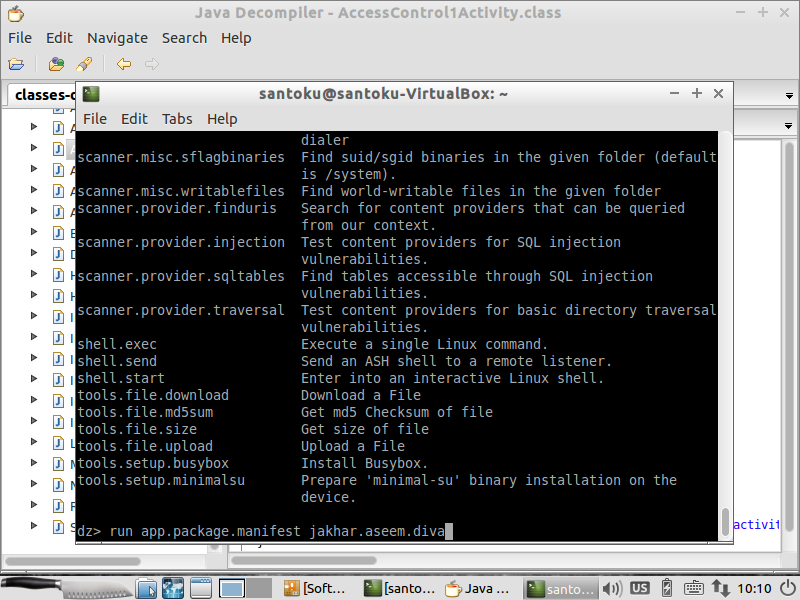 Java Decompiler - AccessControl1Activity.class
File Edit Navigate Search Help
classes-
santoku@santoku-VirtualBox: ~
File Edit Tabs Help
dialer
scanner.misc.sflagbinaries Find suid/sgid binaries in the given folder (default
is /system).
scanner.misc.writablefiles Find world-writable files in the given folder
scanner.provider.finduris Search for content providers that can be queried
from our context.
scanner.provider.injection Test content providers for SQL injection
vulnerabilities.
scanner.provider.sqltables Find tables accessible through SQL injection
vulnerabilities.
scanner.provider.traversal Test content providers for basic directory traversal
vulnerabilities.
shell.exec Execute a single Linux command.
shell.send Send an ASH shell to a remote listener.
shell.start Enter into an interactive Linux shell.
tools.file.download Download a File
tools.file.md5sum Get md5 Checksum of file
tools.file.size Get size of file
tools.file.upload Upload a File
tools.setup.busybox Install Busybox.
tools.setup.minimalsu Prepare 'minimal-su' binary installation on the
device.
dz> run app.package.manifest jakhar.aseem.diva
activit
[Soft... [santo... Java ... santo... US 10:10